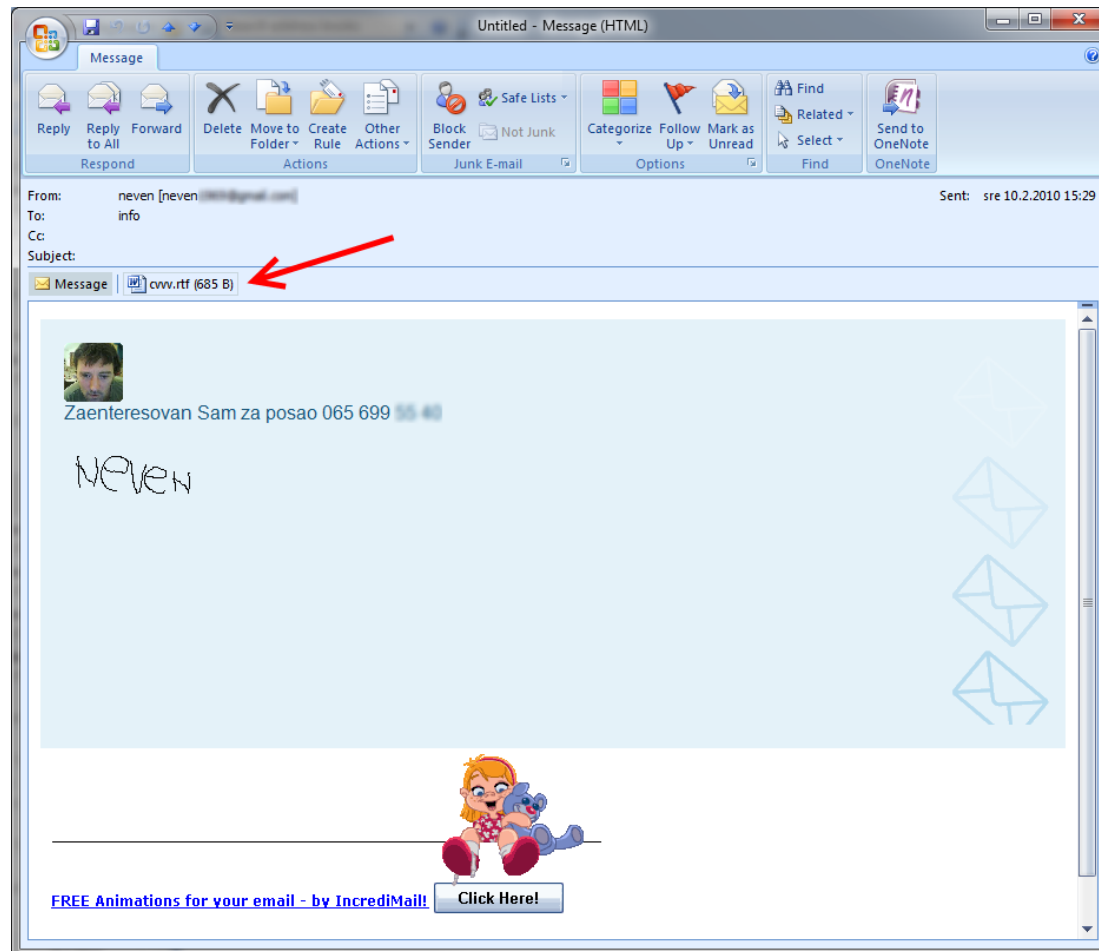 Untitled - Message (HTML)
Message
Reply
Reply to All
Forward
Respond
Delete
Move to Folder
Create Rule
Other Actions
Actions
Block Sender
Safe Lists
Not Junk
Junk E-mail
Categorize
Follow Up
Mark as Unread
Options
Find
Related
Select
Find
Send to OneNote
OneNote
From: neven [neven
Sent: sre 10.2.2010 15:29
To: info
Cc:
Subject:
Message
cvvv.rtf (685 B)
Zaenteresovan Sam za posao 065 699
Neven
FREE Animations for your email - by IncrediMail!
Click Here!